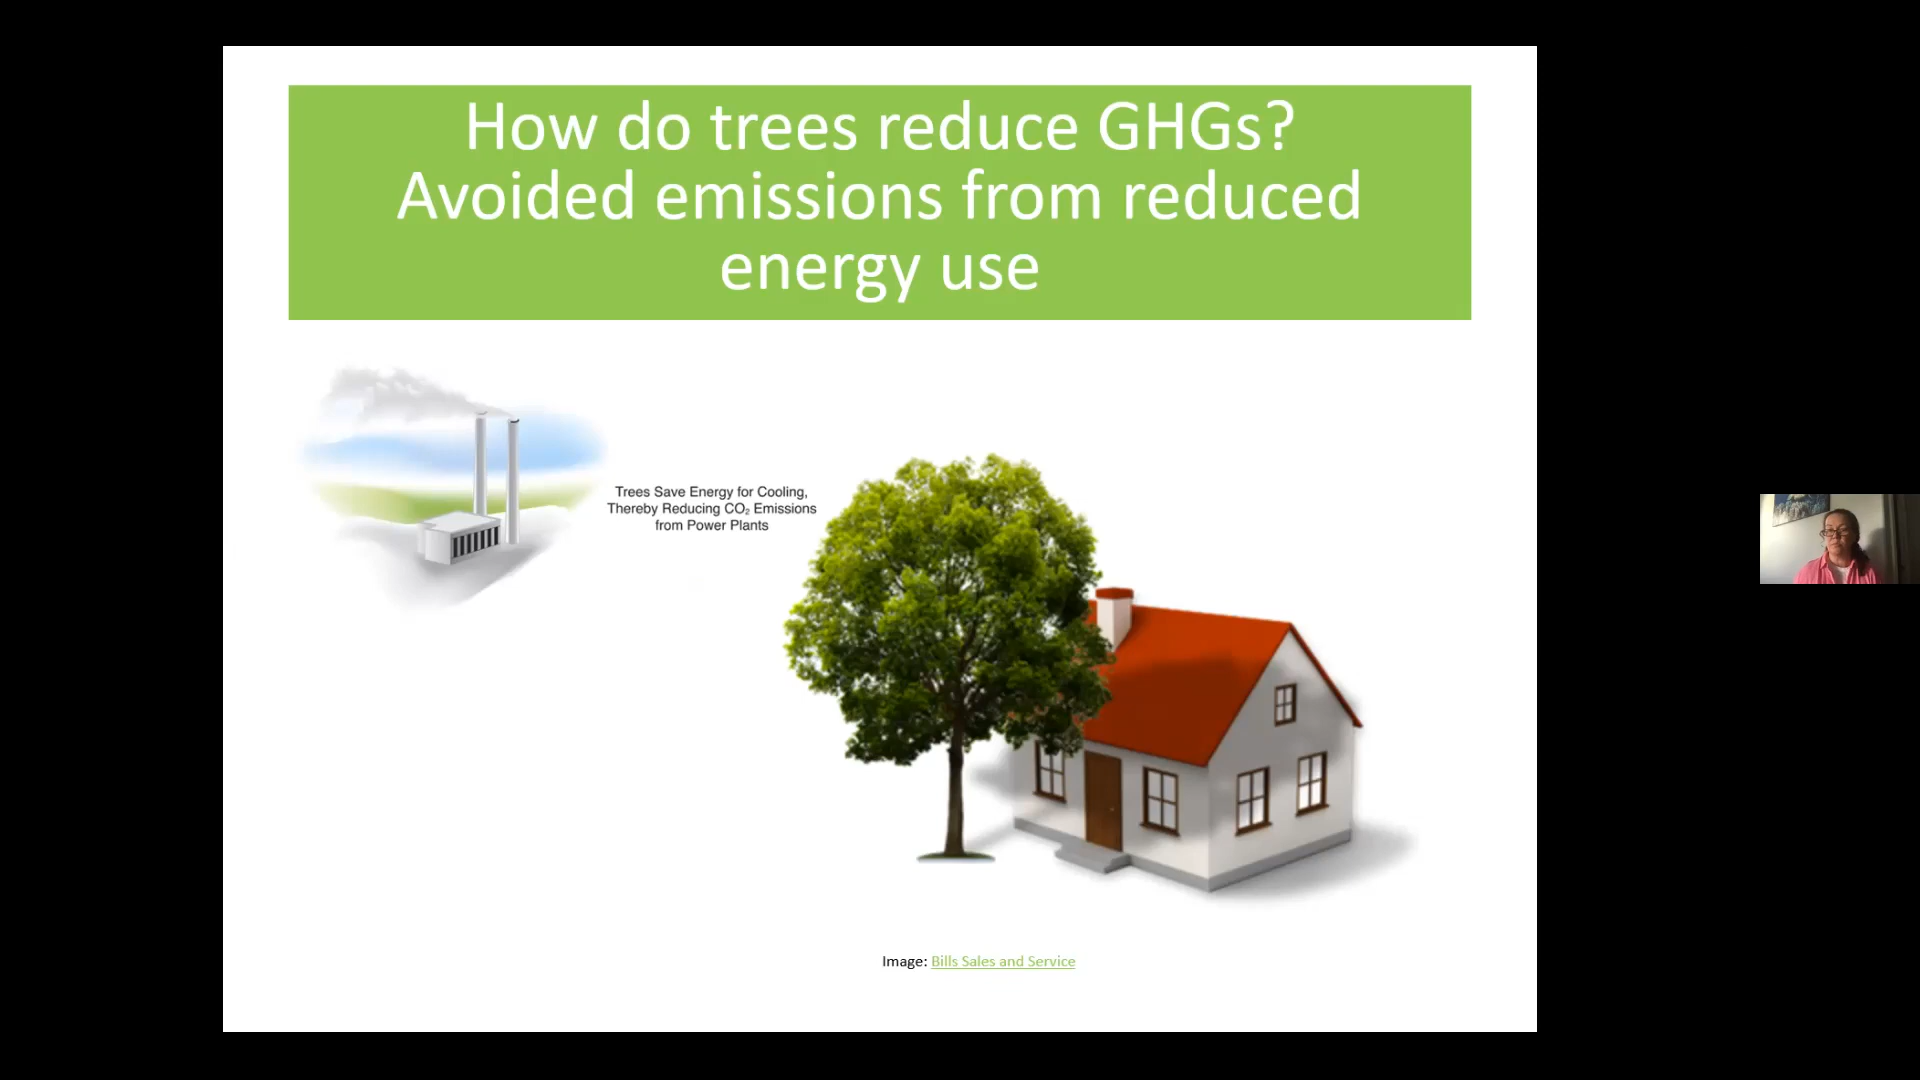 How do trees reduce GHGs?
Avoided emissions from reduced
energy use
Trees Save Energy for Cooling,
Thereby Reducing CO₂ Emissions
from Power Plants
Image: Bills Sales and Service